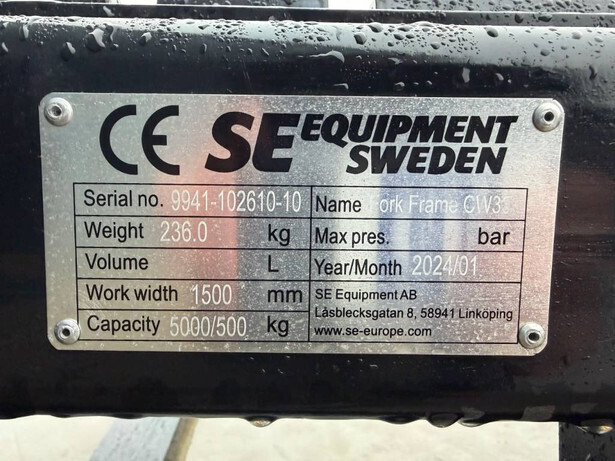 CE SE EQUIPMENT SWEDEN
Serial no. 9941-102610-10 Name Fork Frame CW3
Weight 236.0 kg Max pres. bar
Volume L Year/Month 2024/01
Work width 1500 mm SE Equipment AB
Låsblecksgatan 8, 58941 Linköping
Capacity 5000/500 kg www.se-europe.com